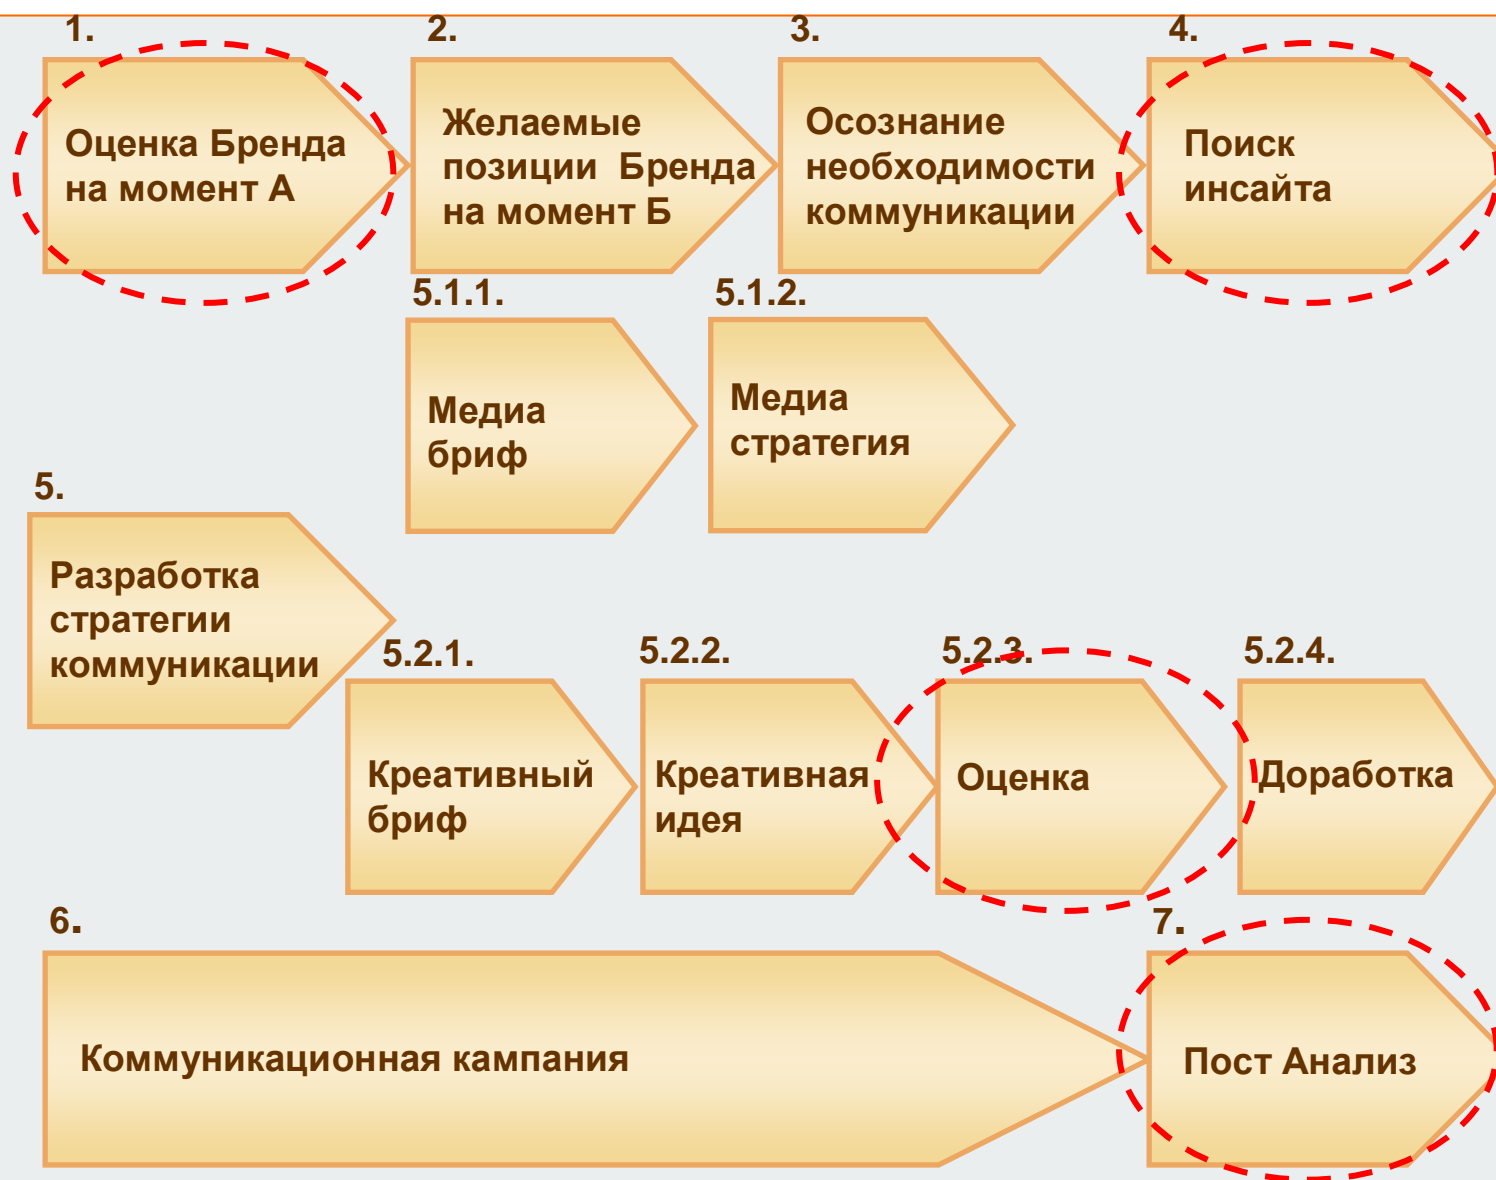 1.
Оценка Бренда
на момент А
2.
Желаемые
позиции Бренда
на момент Б
3.
Осознание
необходимости
коммуникации
4.
Поиск
инсайта
5.1.1.
Медиа
бриф
5.1.2.
Медиа
стратегия
5.
Разработка
стратегии
коммуникации
5.2.1.
Креативный
бриф
5.2.2.
Креативная
идея
5.2.3.
Оценка
5.2.4.
Доработка
6.
Коммуникационная кампания
7.
Пост Анализ